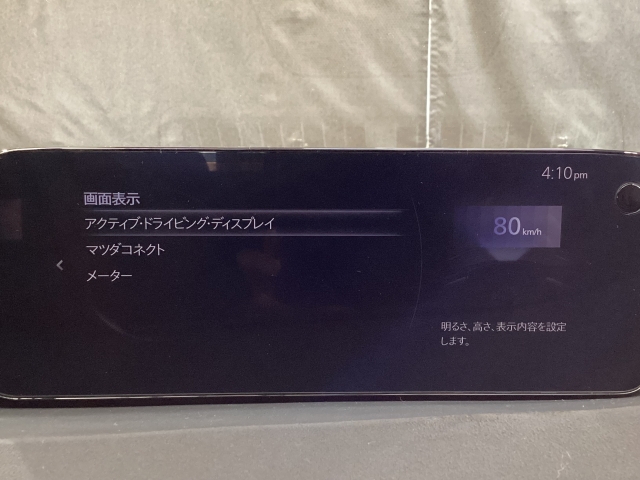 4:10pm
画面表示
アクティブ・ドライビング・ディスプレイ
80km/h
マツダコネクト
メーター
明るさ、高さ、表示内容を設定
します。